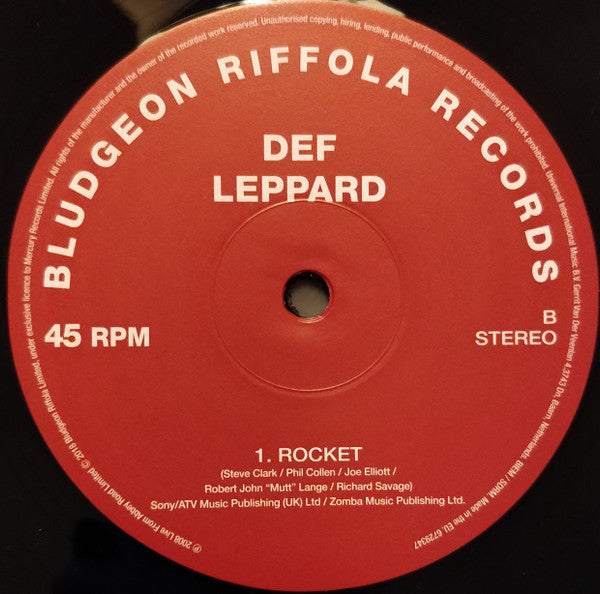 BLUDGEON RIFFOLA RECORDS
DEF
LEPPARD
45 RPM
B
STEREO
1. ROCKET
(Steve Clark / Phil Collen / Joe Elliott /
Robert John “Mutt” Lange / Richard Savage)
Sony/ATV Music Publishing (UK) Ltd / Zomba Music Publishing Ltd.
℗ 2008 Live From Abbey Road Limited © 2018 Bludgeon Riffola Limited, under exclusive licence to Mercury Records Limited. All rights of the manufacturer and the owner of the recorded work reserved. Unauthorised copying, hiring, lending, public performance and broadcasting of the work prohibited. Universal International Music B.V. Gerrit Van Der Veenlan 4, 3743 Dn, Baarn, Netherlands. BIEM / SDRM. Made in the EU. 6729347